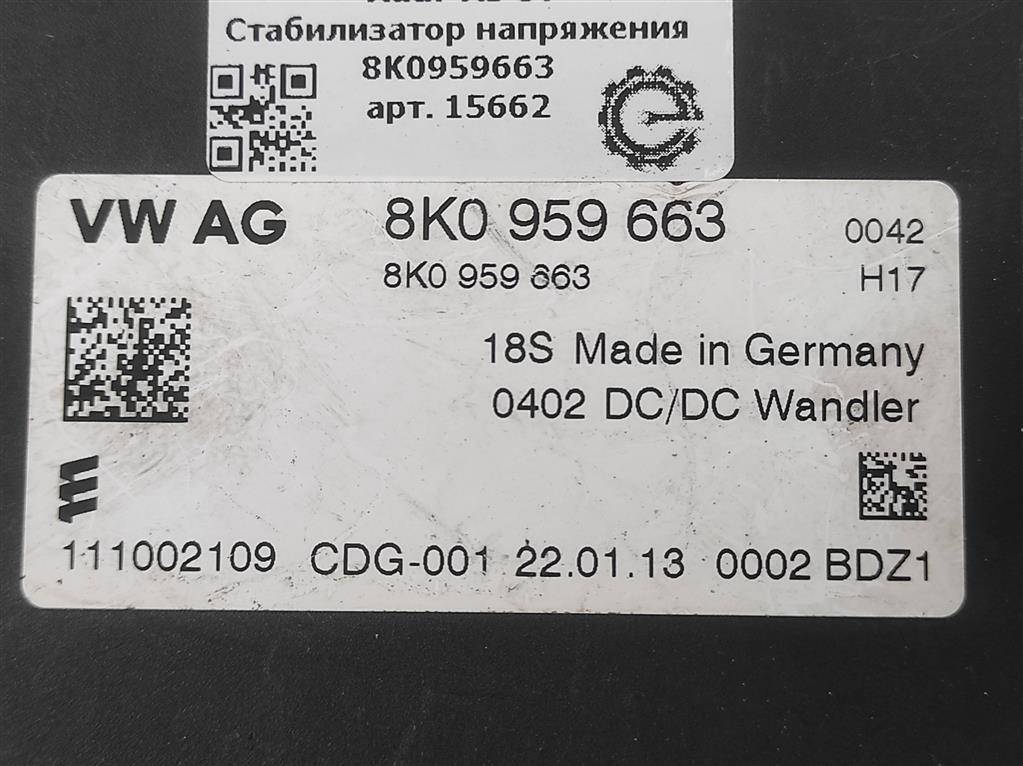 Стабилизатор напряжения
8K0959663
арт. 15662
VW AG 8K0 959 663 0042
8K0 959 663 H17
18S Made in Germany
0402 DC/DC Wandler
111002109 CDG-001 22.01.13 0002 BDZ1